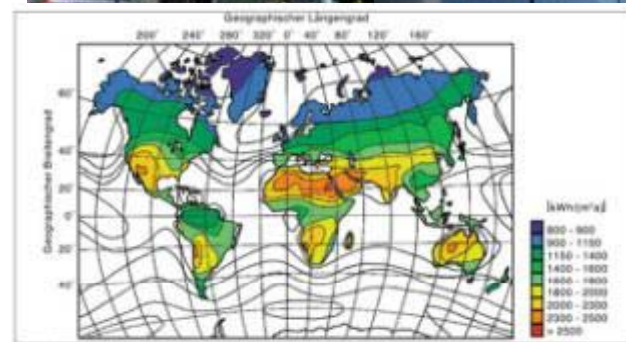 Geographischer Längengrad
200° 240° 280° 320° 0° 40° 80° 120° 160°
Geographischer Breitengrad
60°
40°
20°
0°
20°
40°
[kWh/(m²a)]
800 - 900
900 - 1150
1150 - 1400
1400 - 1600
1600 - 1800
1800 - 2000
2000 - 2300
2300 - 2500
> 2500